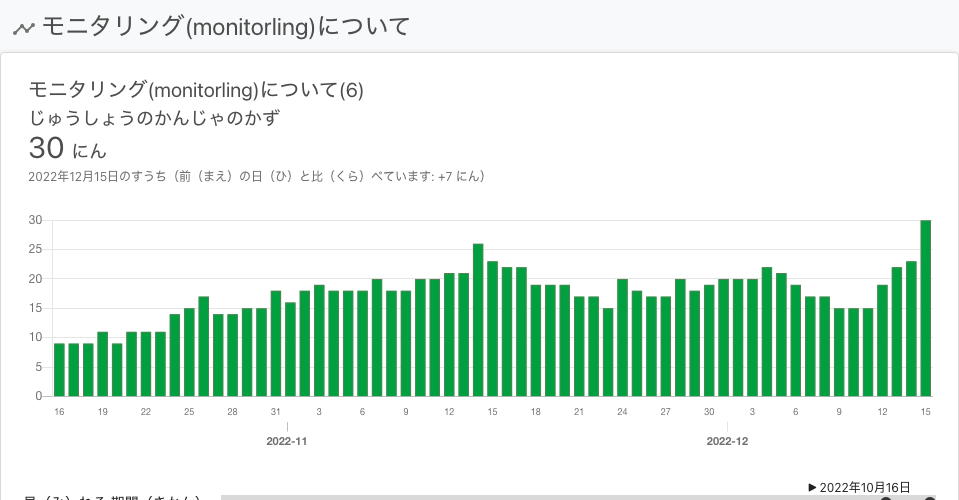 モニタリング(monitorling)について
モニタリング(monitorling)について(6)
じゅうしょうのかんじゃのかず
30 にん
2022年12月15日のすうち（前（まえ）の日（ひ）と比（くら）べています: +7 にん）
30
25
20
15
10
5
0
16 19 22 25 28 31 3 6 9 12 15 18 21 24 27 30 3 6 9 12 15
2022-11 2022-12
2022年10月16日